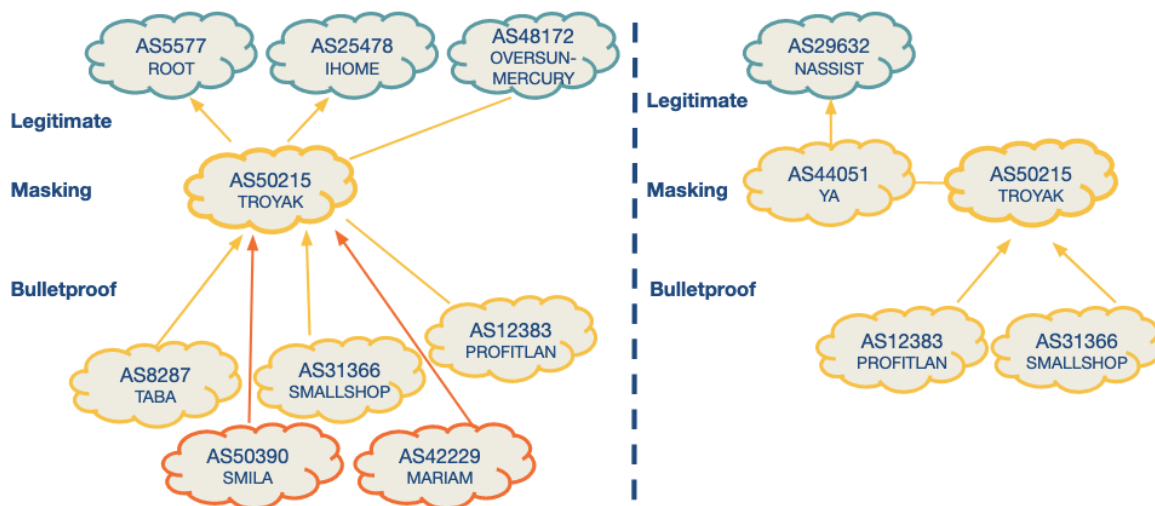 AS5577
ROOT
AS25478
IHOME
AS48172
OVERSUN-
MERCURY
Legitimate
Masking
AS50215
TROYAK
Bulletproof
AS8287
TABA
AS31366
SMALLSHOP
AS12383
PROFITLAN
AS50390
SMILA
AS42229
MARIAM
AS29632
NASSIST
Legitimate
Masking
AS44051
YA
AS50215
TROYAK
Bulletproof
AS12383
PROFITLAN
AS31366
SMALLSHOP